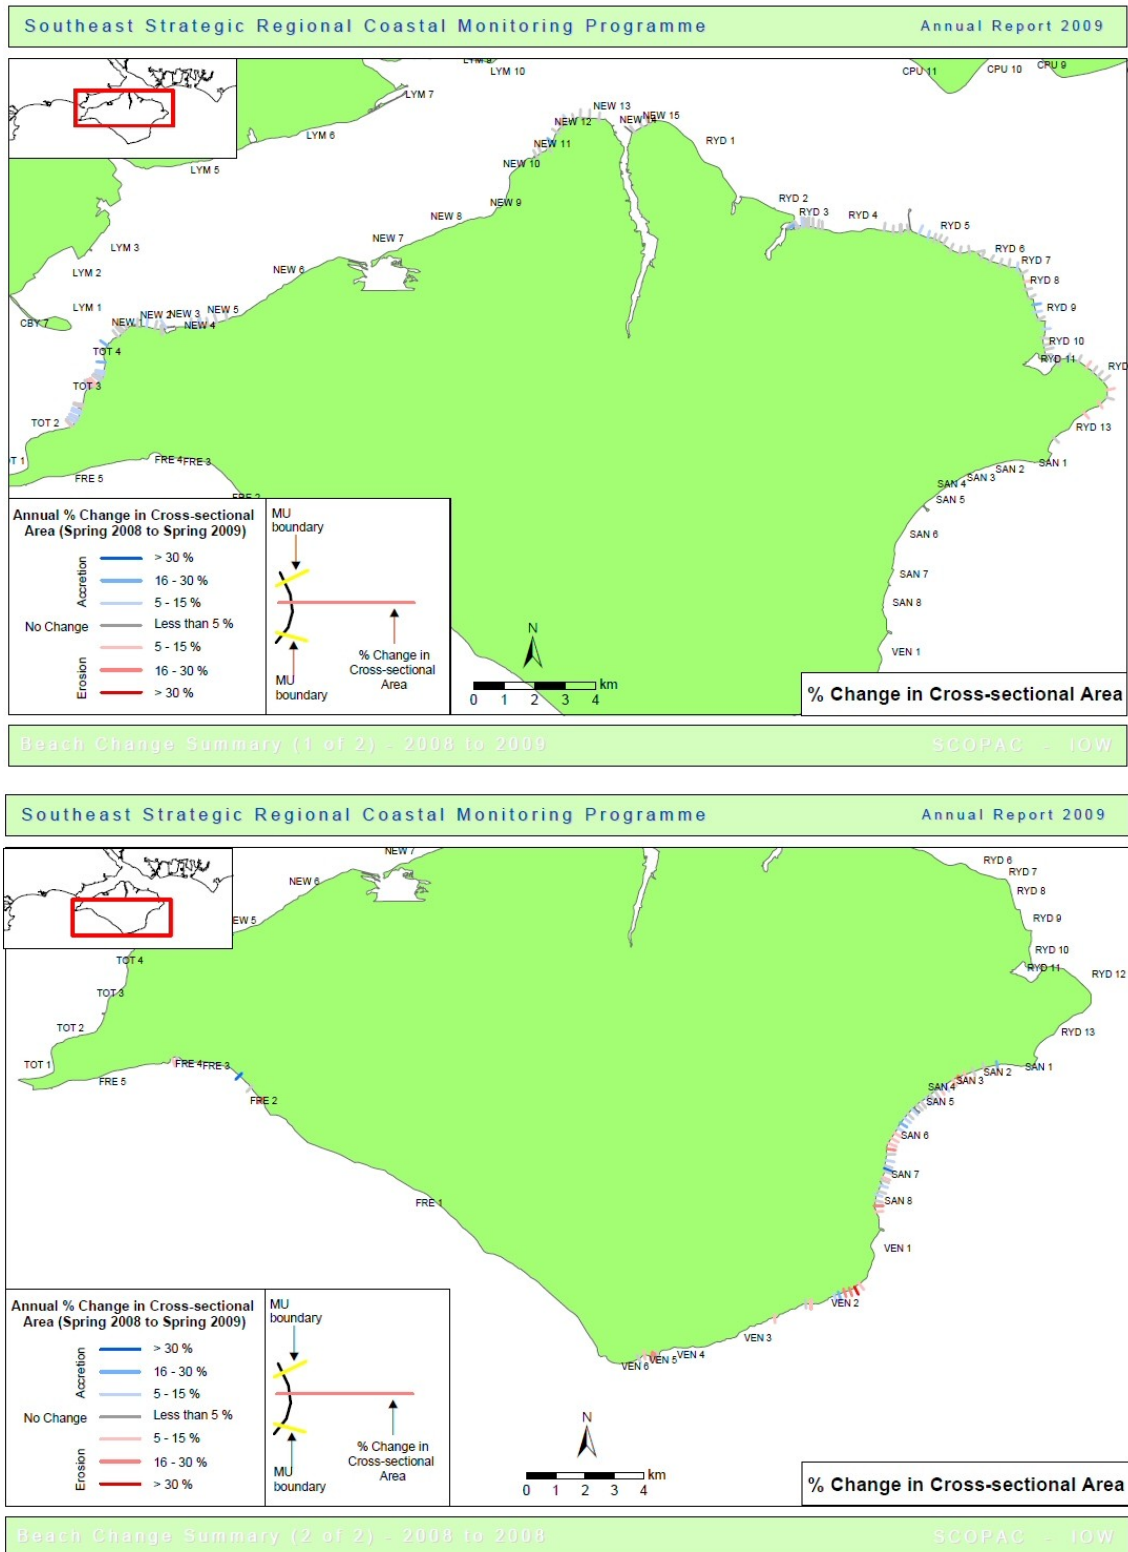 Southeast Strategic Regional Coastal Monitoring Programme Annual Report 2009
LYM 10
CPU 11
CPU 10
CPU 9
LYM 7
LYM 6
LYM 5
NEW 13
NEW 12
NEW 14
NEW 15
NEW 11
NEW 10
RYD 1
NEW 9
NEW 8
RYD 2
RYD 3
RYD 4
RYD 5
NEW 7
LYM 3
RYD 6
RYD 7
LYM 2
NEW 6
RYD 8
LYM 1
RYD 9
CBY 7
NEW 1
NEW 2
NEW 3
NEW 4
NEW 5
RYD 10
TOT 4
RYD 11
RYD
TOT 3
TOT 2
RYD 13
T 1
FRE 5
FRE 4
FRE 3
FRE 2
SAN 1
SAN 2
SAN 3
SAN 4
SAN 5
SAN 6
SAN 7
SAN 8
VEN 1
Annual % Change in Cross-sectional
Area (Spring 2008 to Spring 2009)
Accretion
> 30 %
16 - 30 %
5 - 15 %
No Change
Less than 5 %
Erosion
5 - 15 %
16 - 30 %
> 30 %
MU
boundary
% Change in
Cross-sectional
Area
MU
boundary
N
km
0 1 2 3 4
% Change in Cross-sectional Area
Beach Change Summary (1 of 2) - 2008 to 2009 SCOPAC - IOW
Southeast Strategic Regional Coastal Monitoring Programme Annual Report 2009
NEW 7
NEW 6
EW 5
RYD 6
RYD 7
RYD 8
RYD 9
RYD 10
RYD 11
RYD 12
RYD 13
TOT 4
TOT 3
TOT 2
TOT 1
FRE 5
FRE 4
FRE 3
FRE 2
FRE 1
SAN 1
SAN 2
SAN 3
SAN 4
SAN 5
SAN 6
SAN 7
SAN 8
VEN 1
VEN 2
VEN 3
VEN 4
VEN 5
VEN 6
Annual % Change in Cross-sectional
Area (Spring 2008 to Spring 2009)
Accretion
> 30 %
16 - 30 %
5 - 15 %
No Change
Less than 5 %
Erosion
5 - 15 %
16 - 30 %
> 30 %
MU
boundary
% Change in
Cross-sectional
Area
MU
boundary
N
km
0 1 2 3 4
% Change in Cross-sectional Area
Beach Change Summary (2 of 2) - 2008 to 2008 SCOPAC - IOW